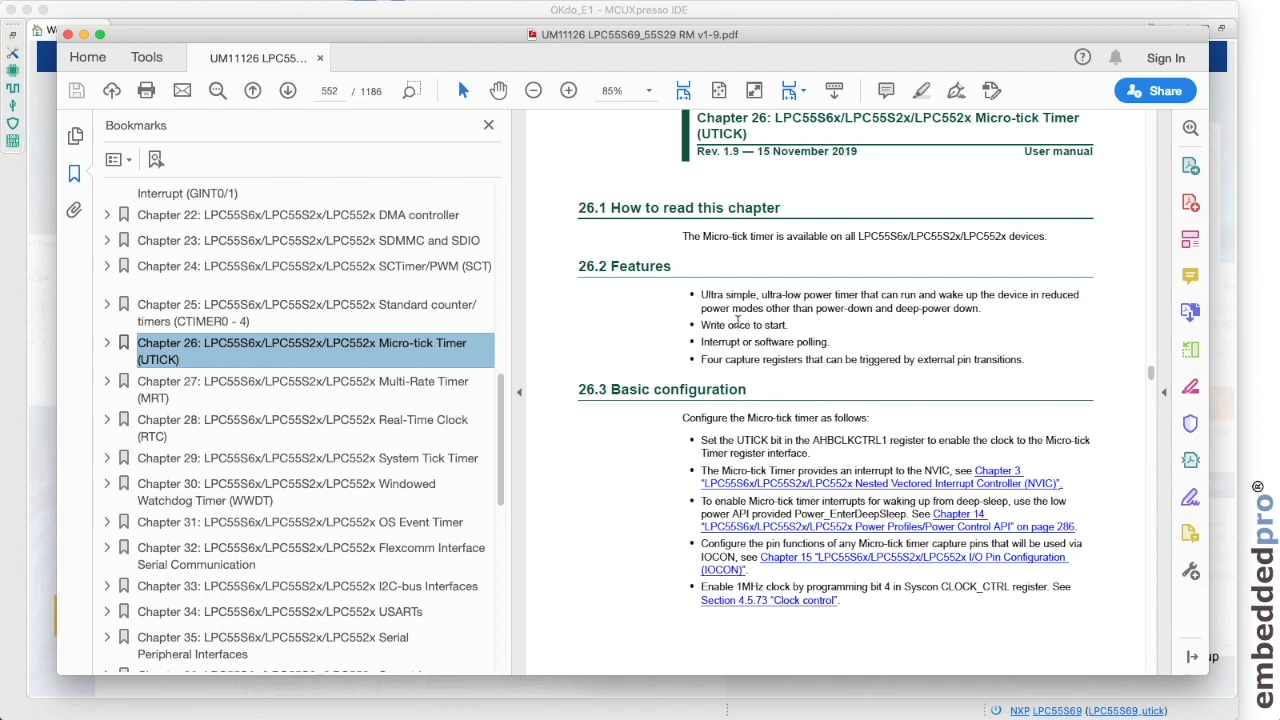 OKdo_E1 - MCUXpresso IDE
UM11126 LPC55S69_55S29 RM v1-9.pdf
Home Tools UM11126 LPC55... × Sign In
552 / 1186 85% Share
Bookmarks
Interrupt (GINT0/1)
Chapter 22: LPC55S6x/LPC55S2x/LPC552x DMA controller
Chapter 23: LPC55S6x/LPC55S2x/LPC552x SDMMC and SDIO
Chapter 24: LPC55S6x/LPC55S2x/LPC552x SCTimer/PWM (SCT)
Chapter 25: LPC55S6x/LPC55S2x/LPC552x Standard counter/
timers (CTIMER0 - 4)
Chapter 26: LPC55S6x/LPC55S2x/LPC552x Micro-tick Timer
(UTICK)
Chapter 27: LPC55S6x/LPC55S2x/LPC552x Multi-Rate Timer
(MRT)
Chapter 28: LPC55S6x/LPC55S2x/LPC552x Real-Time Clock
(RTC)
Chapter 29: LPC55S6x/LPC55S2x/LPC552x System Tick Timer
Chapter 30: LPC55S6x/LPC55S2x/LPC552x Windowed
Watchdog Timer (WWDT)
Chapter 31: LPC55S6x/LPC55S2x/LPC552x OS Event Timer
Chapter 32: LPC55S6x/LPC55S2x/LPC552x Flexcomm Interface
Serial Communication
Chapter 33: LPC55S6x/LPC55S2x/LPC552x I2C-bus Interfaces
Chapter 34: LPC55S6x/LPC55S2x/LPC552x USARTs
Chapter 35: LPC55S6x/LPC55S2x/LPC552x Serial
Peripheral Interfaces
Chapter 26: LPC55S6x/LPC55S2x/LPC552x Micro-tick Timer
(UTICK)
Rev. 1.9 — 15 November 2019 User manual
26.1 How to read this chapter
The Micro-tick timer is available on all LPC55S6x/LPC55S2x/LPC552x devices.
26.2 Features
• Ultra simple, ultra-low power timer that can run and wake up the device in reduced
power modes other than power-down and deep-power down.
• Write once to start.
• Interrupt or software polling.
• Four capture registers that can be triggered by external pin transitions.
26.3 Basic configuration
Configure the Micro-tick timer as follows:
• Set the UTICK bit in the AHBCLKCTRL1 register to enable the clock to the Micro-tick
Timer register interface.
• The Micro-tick Timer provides an interrupt to the NVIC, see Chapter 3
"LPC55S6x/LPC55S2x/LPC552x Nested Vectored Interrupt Controller (NVIC)".
• To enable Micro-tick timer interrupts for waking up from deep-sleep, use the low
power API provided Power_EnterDeepSleep. See Chapter 14
"LPC55S6x/LPC55S2x/LPC552x Power Profiles/Power Control API" on page 286.
• Configure the pin functions of any Micro-tick timer capture pins that will be used via
IOCON, see Chapter 15 "LPC55S6x/LPC55S2x/LPC552x I/O Pin Configuration
(IOCON)".
• Enable 1MHz clock by programming bit 4 in Syscon CLOCK_CTRL register. See
Section 4.5.73 "Clock control".
up
NXP LPC55S69 (LPC55S69_utick)
embeddedpro®